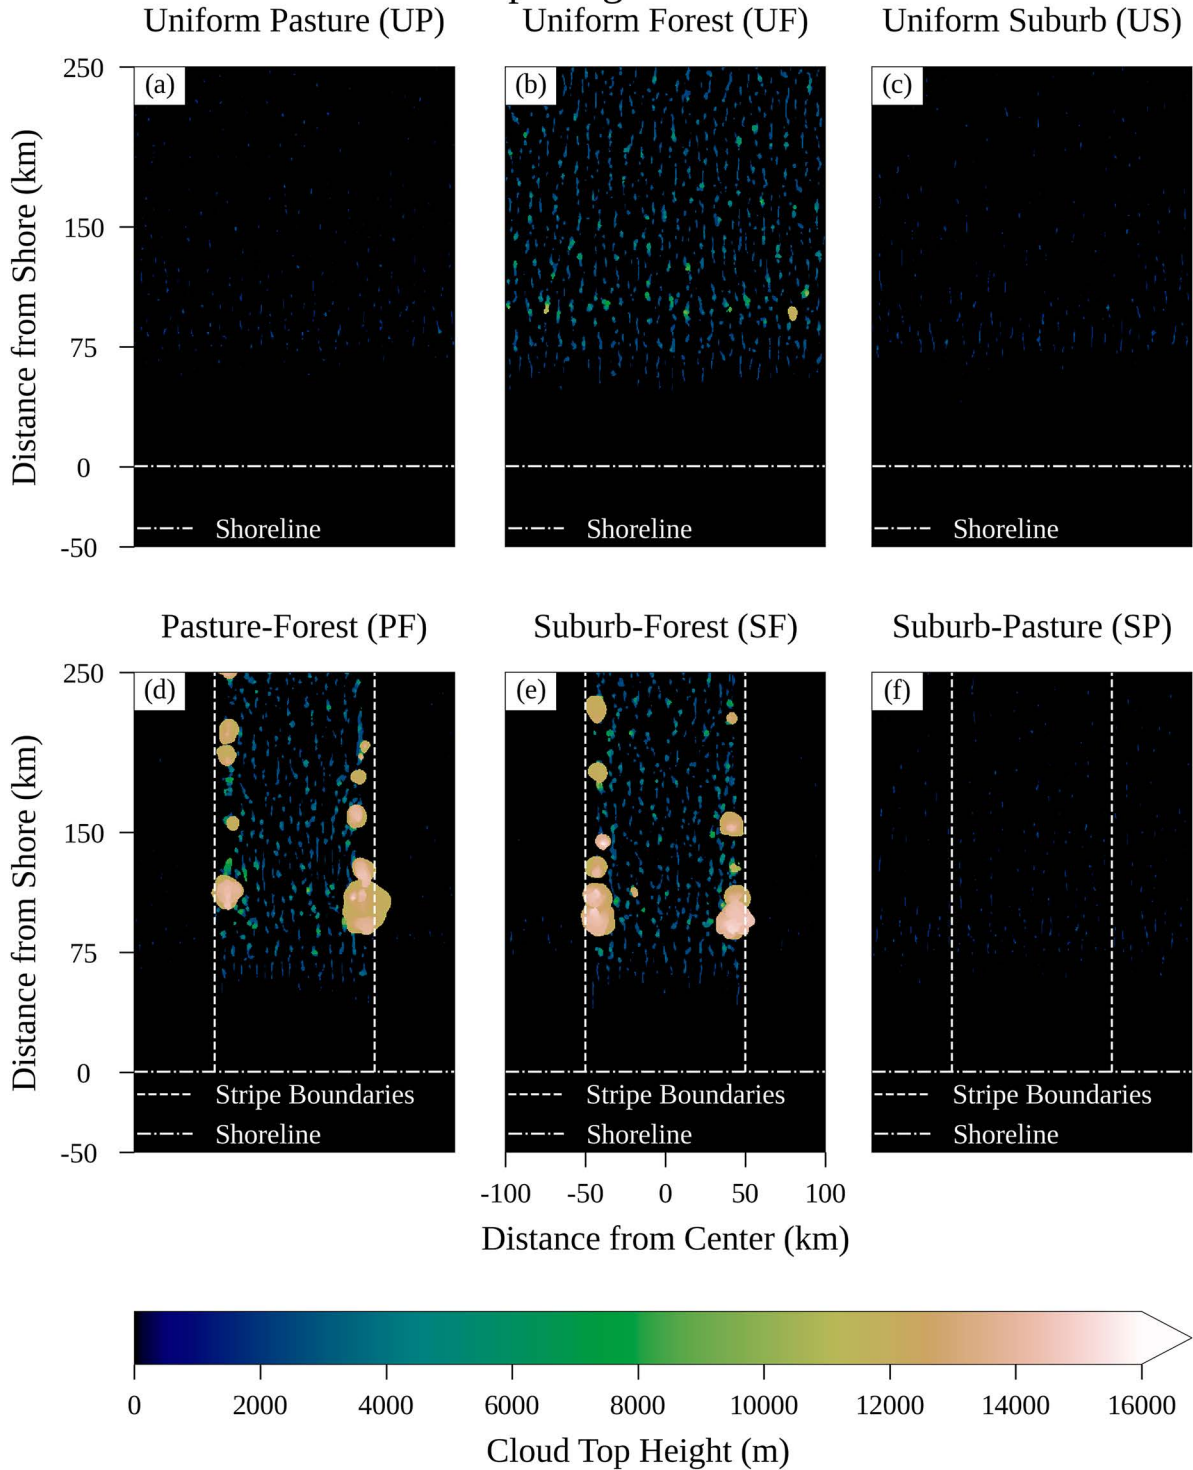 Uniform Pasture (UP) Uniform Forest (UF) Uniform Suburb (US)
(a) (b) (c)
250
150
75
0
-50
Distance from Shore (km)
Shoreline Shoreline Shoreline
Pasture-Forest (PF) Suburb-Forest (SF) Suburb-Pasture (SP)
(d) (e) (f)
250
150
75
0
-50
Distance from Shore (km)
Stripe Boundaries Stripe Boundaries Stripe Boundaries
Shoreline Shoreline Shoreline
-100 -50 0 50 100
Distance from Center (km)
0 2000 4000 6000 8000 10000 12000 14000 16000
Cloud Top Height (m)